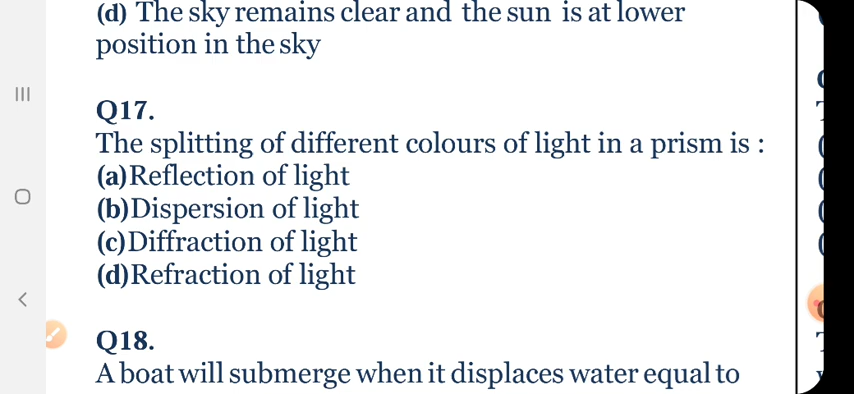 (d) The sky remains clear and the sun is at lower
position in the sky
Q17.
The splitting of different colours of light in a prism is :
(a)Reflection of light
(b)Dispersion of light
(c)Diffraction of light
(d)Refraction of light
Q18.
A boat will submerge when it displaces water equal to